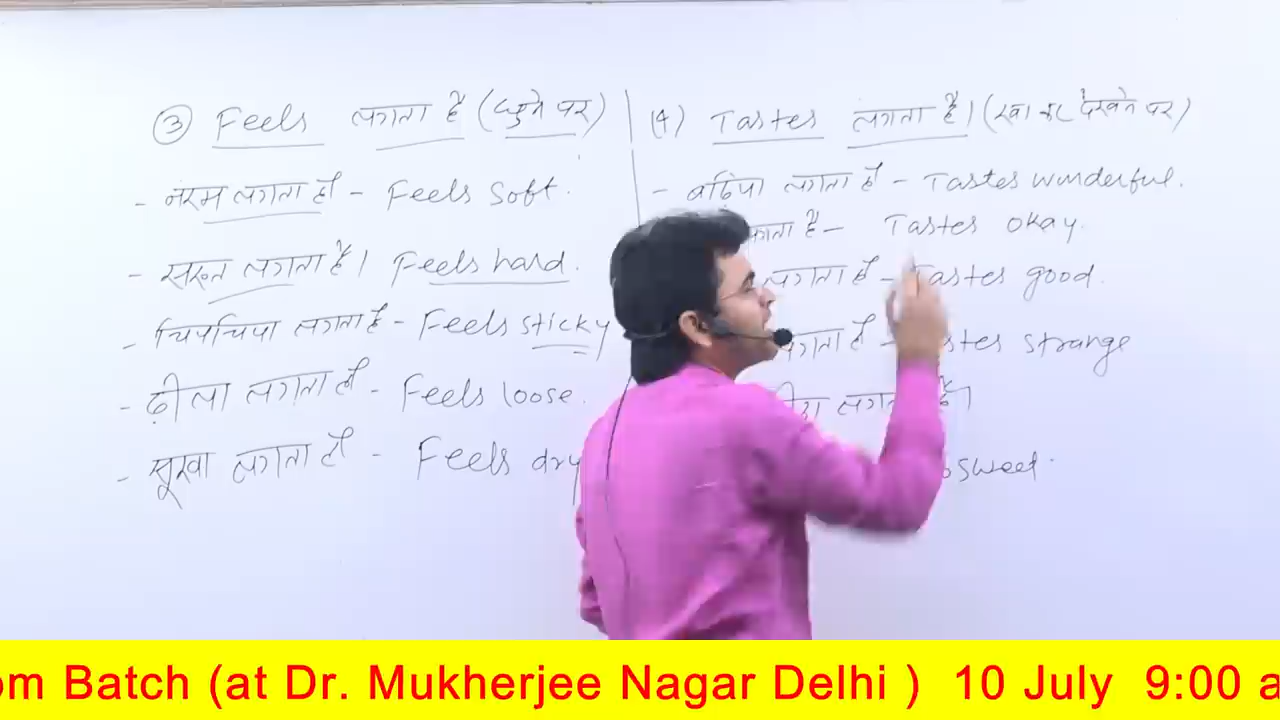 ③ Feels लगता है (छुने पर)
- नरम लगता है - Feels soft.
- सख्त लगता है। Feels hard.
- चिपचिपा लगता है - Feels sticky
- ढीला लगता है - Feels loose.
- सूखा लगता है - Feels dry
(4) Tastes लगता है। (खा कर देखने पर)
- बढ़िया लगता है - Tastes wonderful.
है - Tastes okay.
लगता है - Tastes good.
लगता है - strange
लगता है।
sweet.
om Batch (at Dr. Mukherjee Nagar Delhi ) 10 July 9:00 a